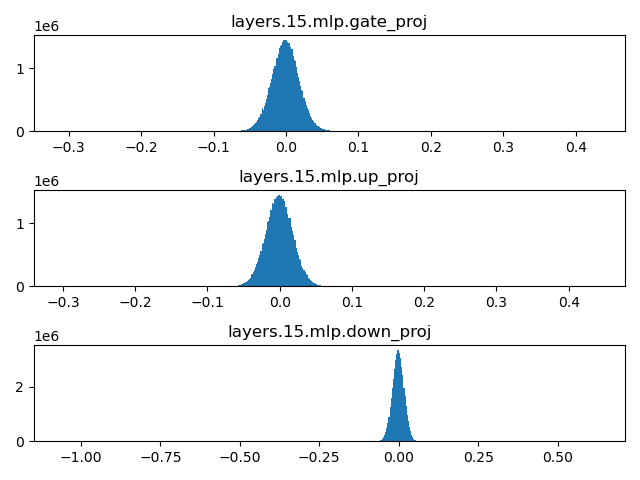 layers.15.mlp.gate_proj
1e6
1
0
−0.3 −0.2 −0.1 0.0 0.1 0.2 0.3 0.4
layers.15.mlp.up_proj
1e6
1
0
−0.3 −0.2 −0.1 0.0 0.1 0.2 0.3 0.4
layers.15.mlp.down_proj
1e6
2
0
−1.00 −0.75 −0.50 −0.25 0.00 0.25 0.50